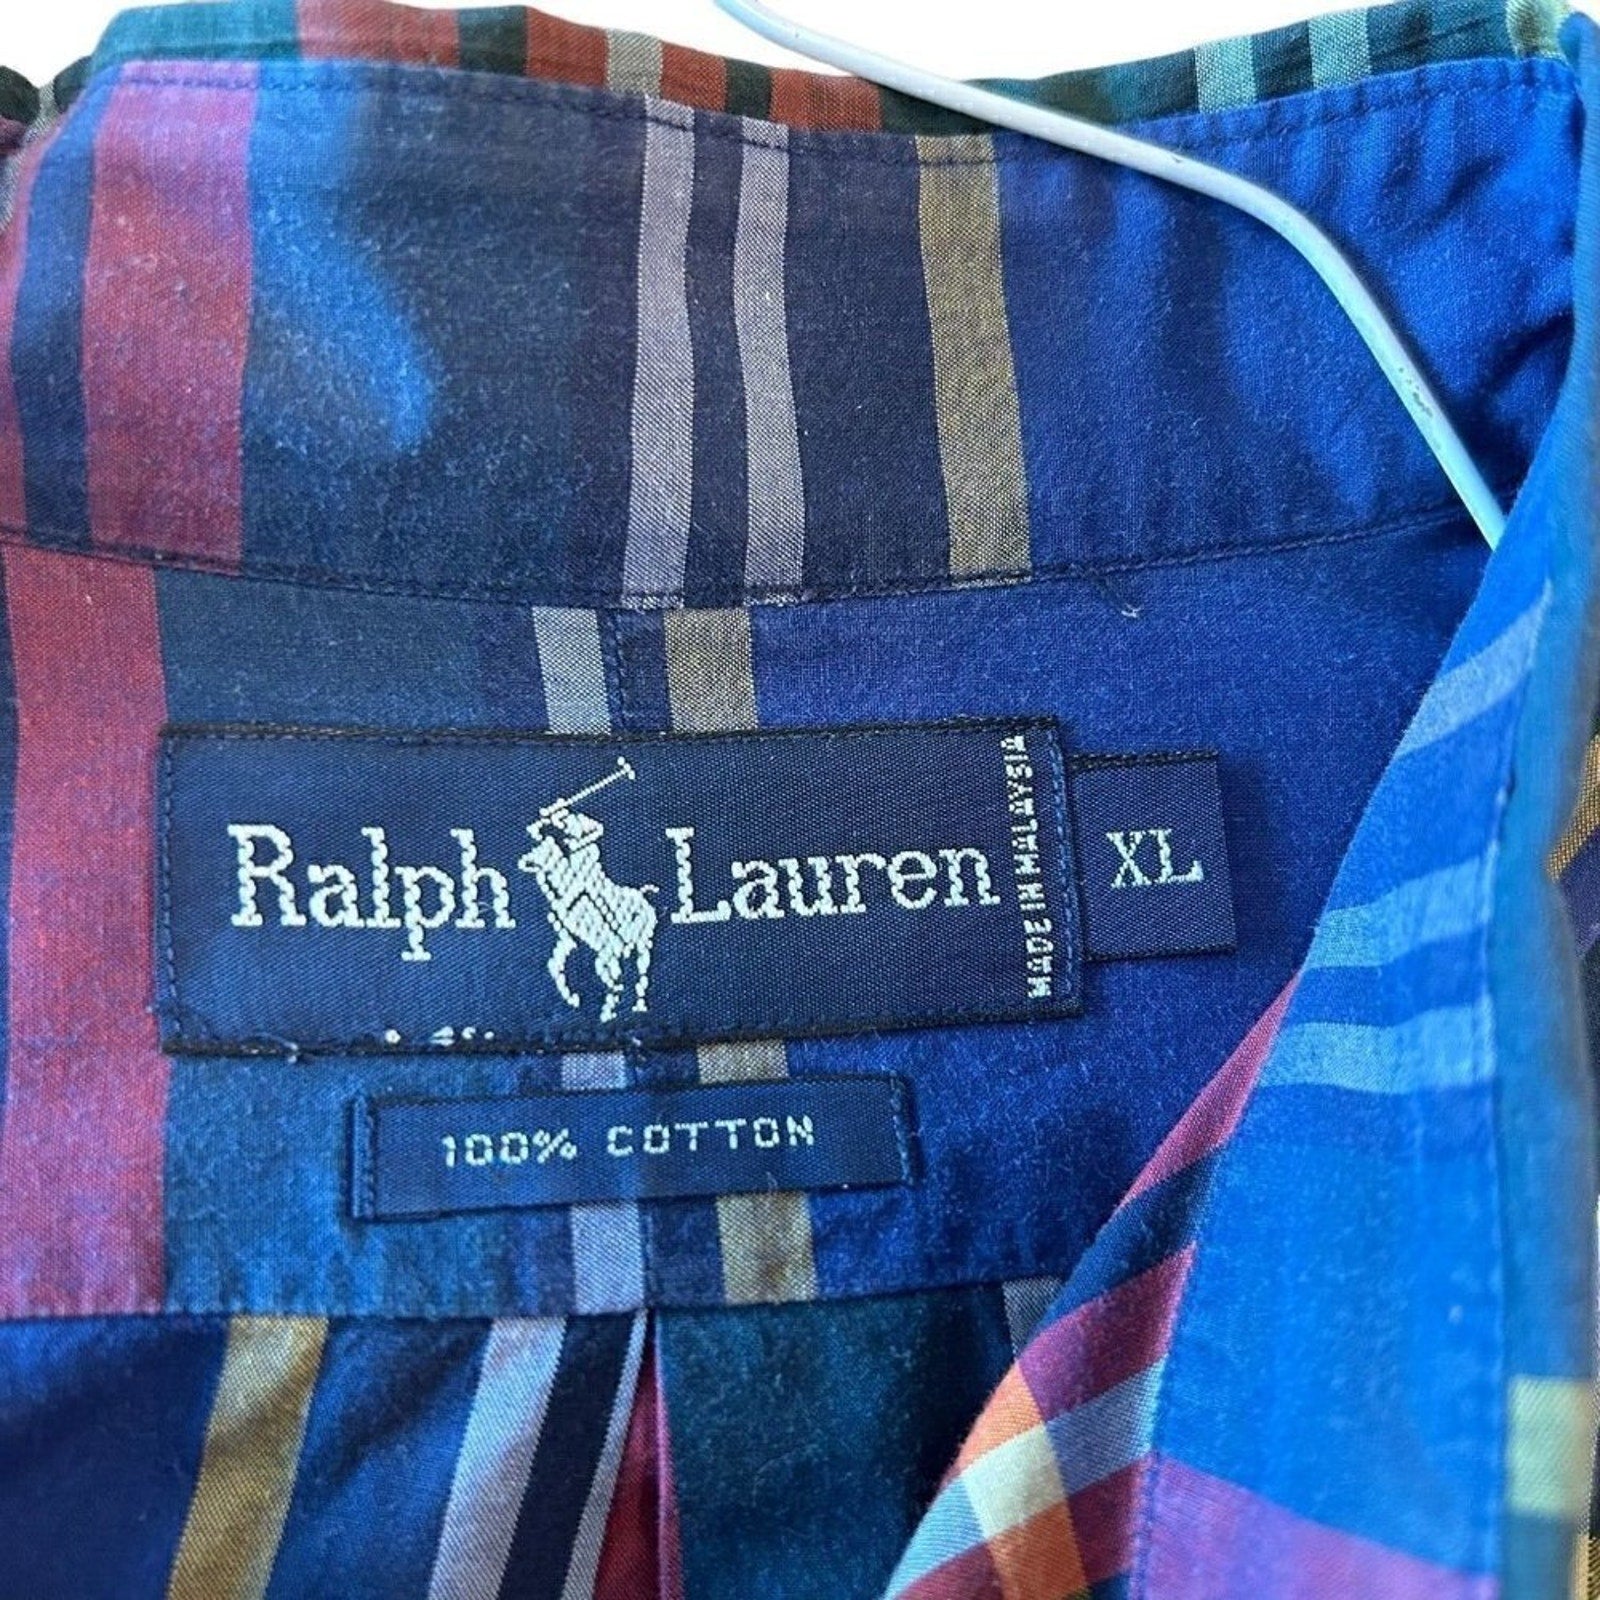 Ralph Lauren
MADE IN MALAYSIA
XL
100% COTTON